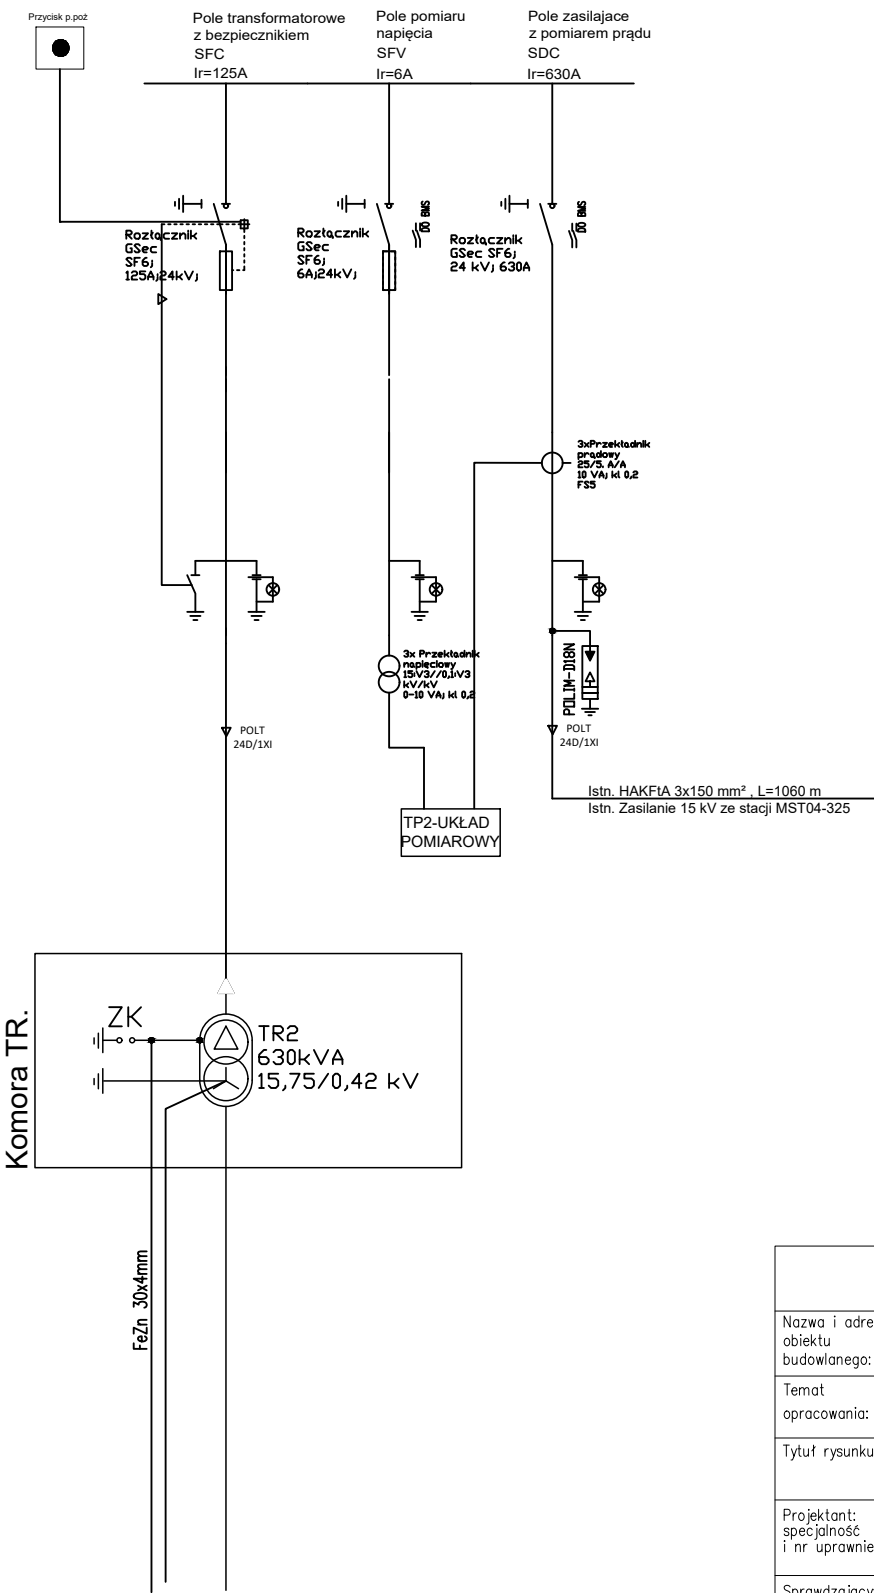 Przycisk p.poż
Pole transformatorowe
z bezpiecznikiem
SFC
Ir=125A
Pole pomiaru
napięcia
SFV
Ir=6A
Pole zasilajace
z pomiarem prądu
SDC
Ir=630A
Rozłącznik
GSec
SF6;
125A;24kV;
Rozłącznik
GSec
SF6;
6A;24kV;
DO BMS
Rozłącznik
GSec SF6;
24 kV; 630A
DO BMS
3xPrzekładnik
prądowy
25/5. A/A
10 VA; kl 0,2
FS5
3x Przekładnik
napięciowy
15:V3//0,1:V3
kV/kV
0-10 VA; kl 0,2
POLIM-D18N
POLT
24D/1XI
POLT
24D/1XI
Istn. HAKFtA 3x150 mm² , L=1060 m
Istn. Zasilanie 15 kV ze stacji MST04-325
TP2-UKŁAD
POMIAROWY
Komora TR.
ZK
TR2
630kVA
15,75/0,42 kV
FeZn 30x4mm
Nazwa i adre
obiektu
budowlanego:
Temat
opracowania:
Tytuł rysunku
Projektant:
specjalność
i nr uprawnie
Sprawdzający